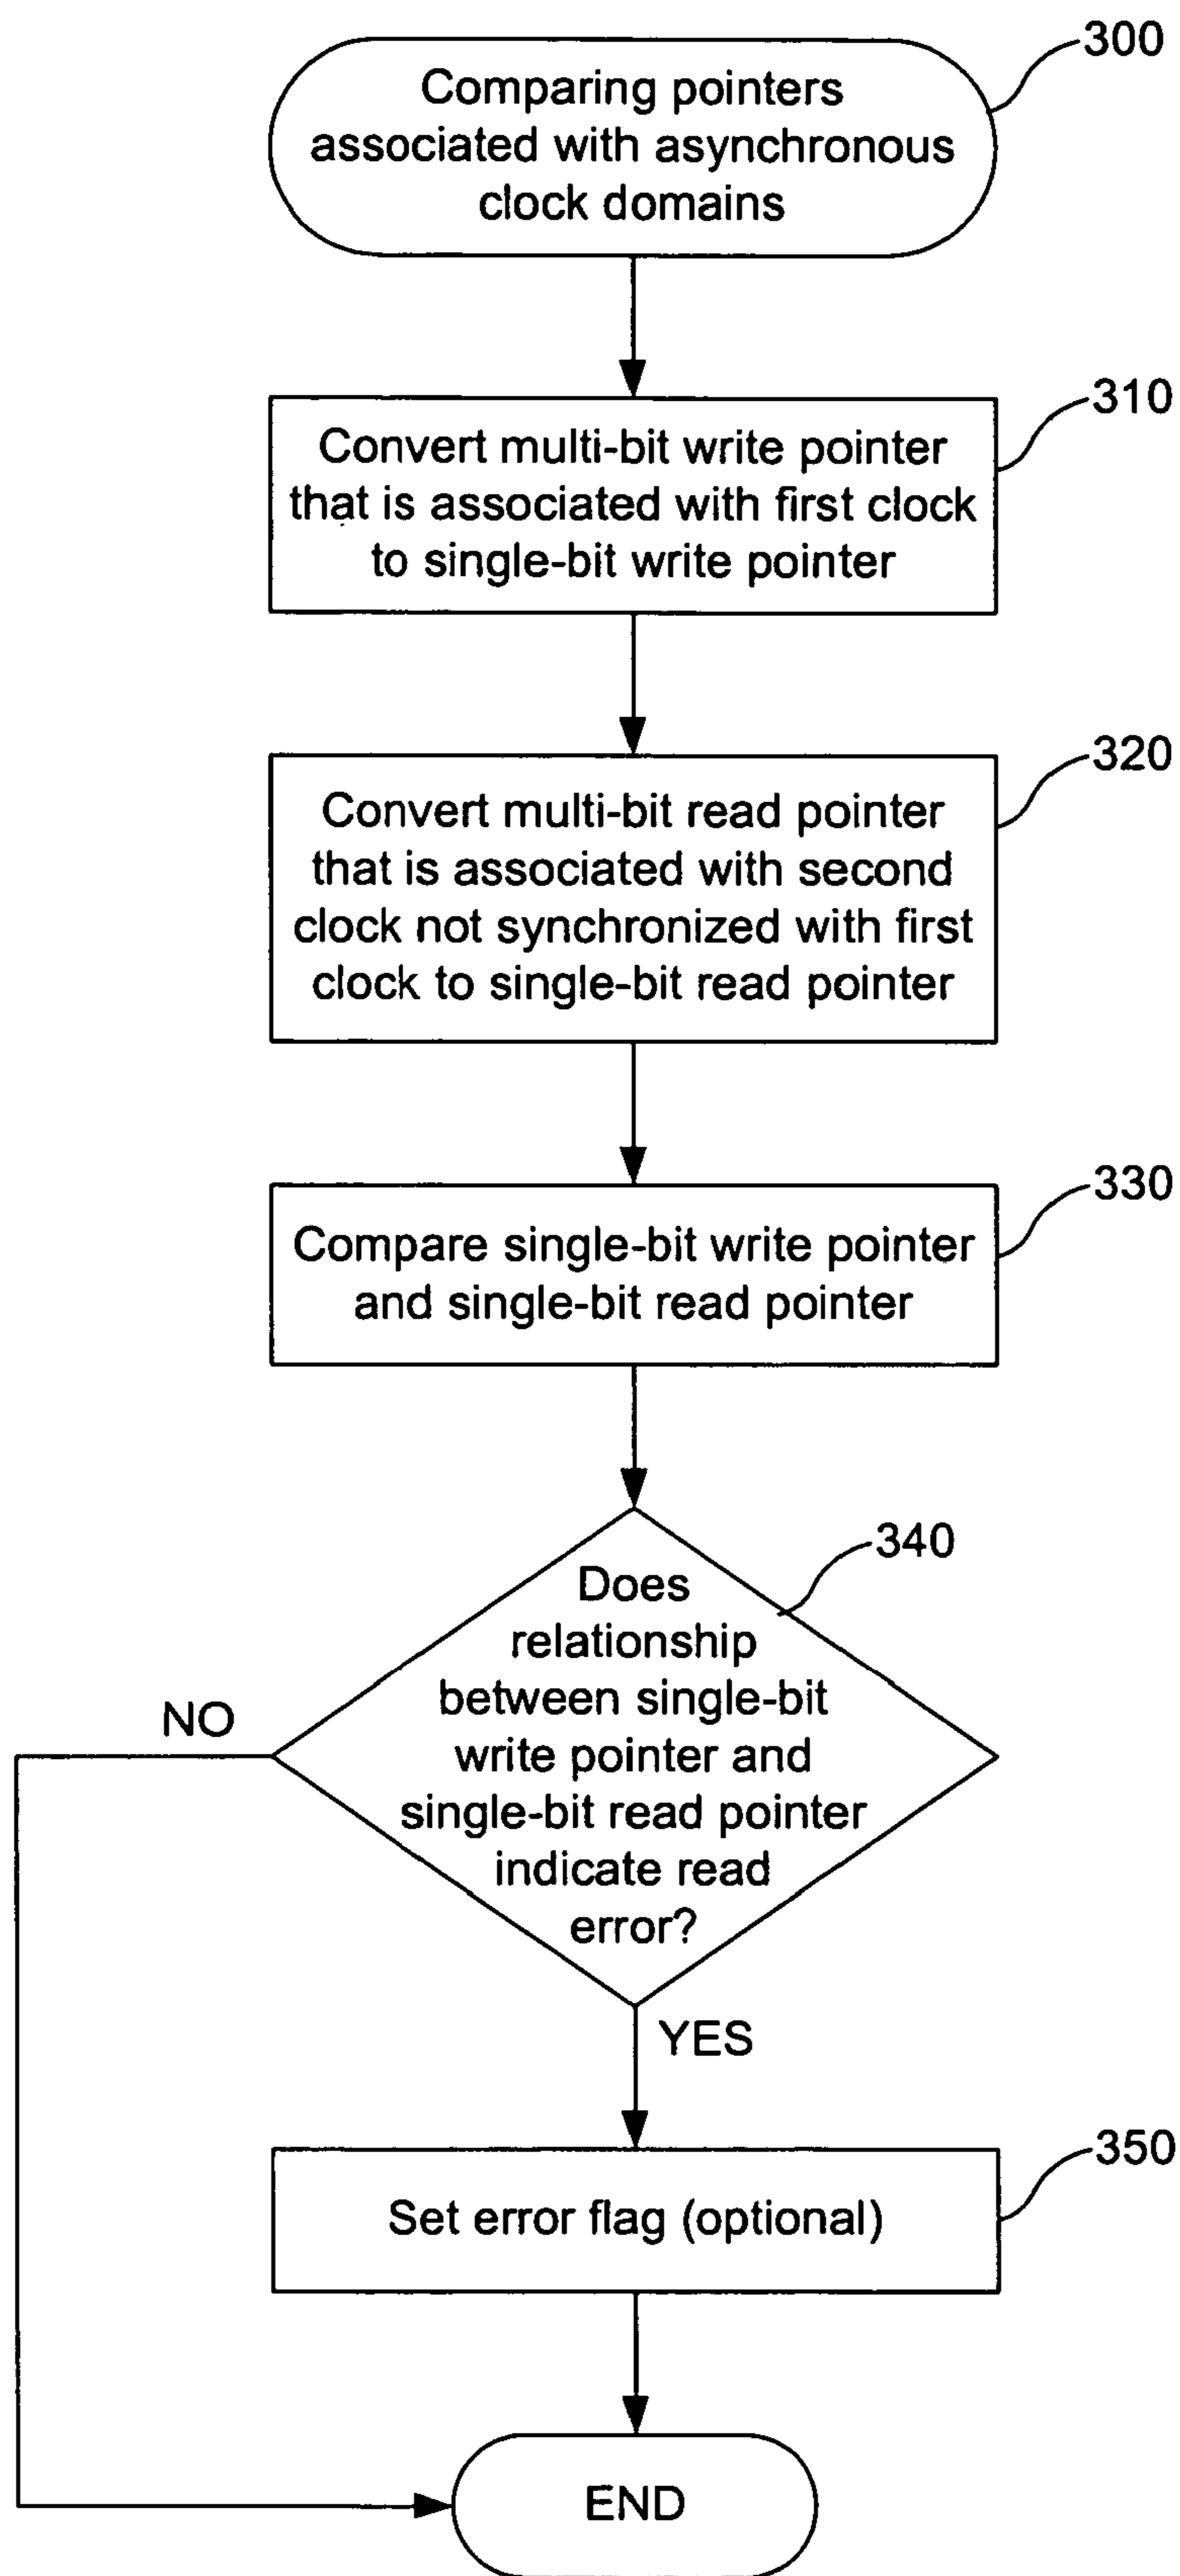 300
Comparing pointers
associated with asynchronous
clock domains
310
Convert multi-bit write pointer
that is associated with first clock
to single-bit write pointer
320
Convert multi-bit read pointer
that is associated with second
clock not synchronized with first
clock to single-bit read pointer
330
Compare single-bit write pointer
and single-bit read pointer
340
Does
relationship
between single-bit
write pointer and
single-bit read pointer
indicate read
error?
NO
YES
350
Set error flag (optional)
END